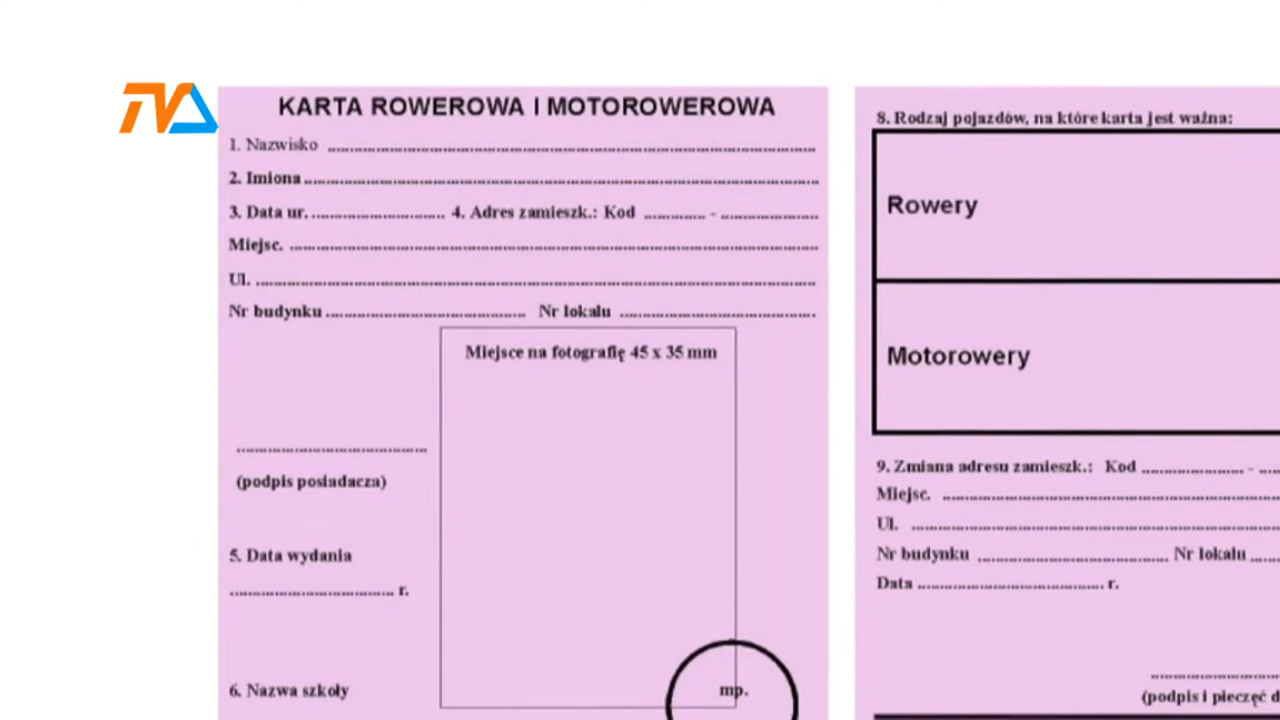 TVA
KARTA ROWEROWA I MOTOROWEROWA
1. Nazwisko
2. Imiona
3. Data ur. 4. Adres zamieszk.: Kod -
Miejsc.
Ul.
Nr budynku Nr lokalu
Miejsce na fotografię 45 x 35 mm
(podpis posiadacza)
5. Data wydania
r.
6. Nazwa szkoły
mp.
8. Rodzaj pojazdów, na które karta jest ważna:
Rowery
Motorowery
9. Zmiana adresu zamieszk.: Kod -
Miejsc.
Ul.
Nr budynku Nr lokalu
Data r.
(podpis i pieczęć d